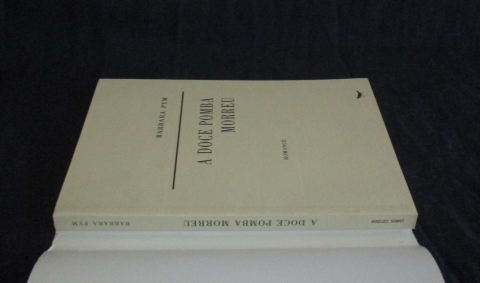 BARBARA PYM
A DOCE POMBA
MORREU
ROMANCE
BARBARA PYM
A DOCE POMBA MORREU